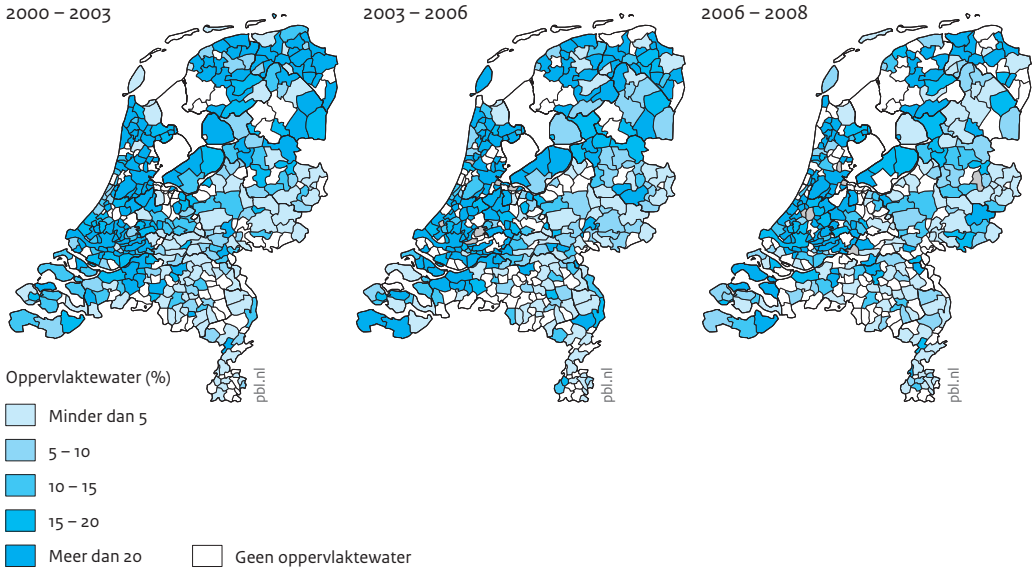 2000 – 2003
2003 – 2006
2006 – 2008
Oppervlaktewater (%)
Minder dan 5
5 – 10
10 – 15
15 – 20
Meer dan 20
Geen oppervlaktewater
pbl.nl
pbl.nl
pbl.nl